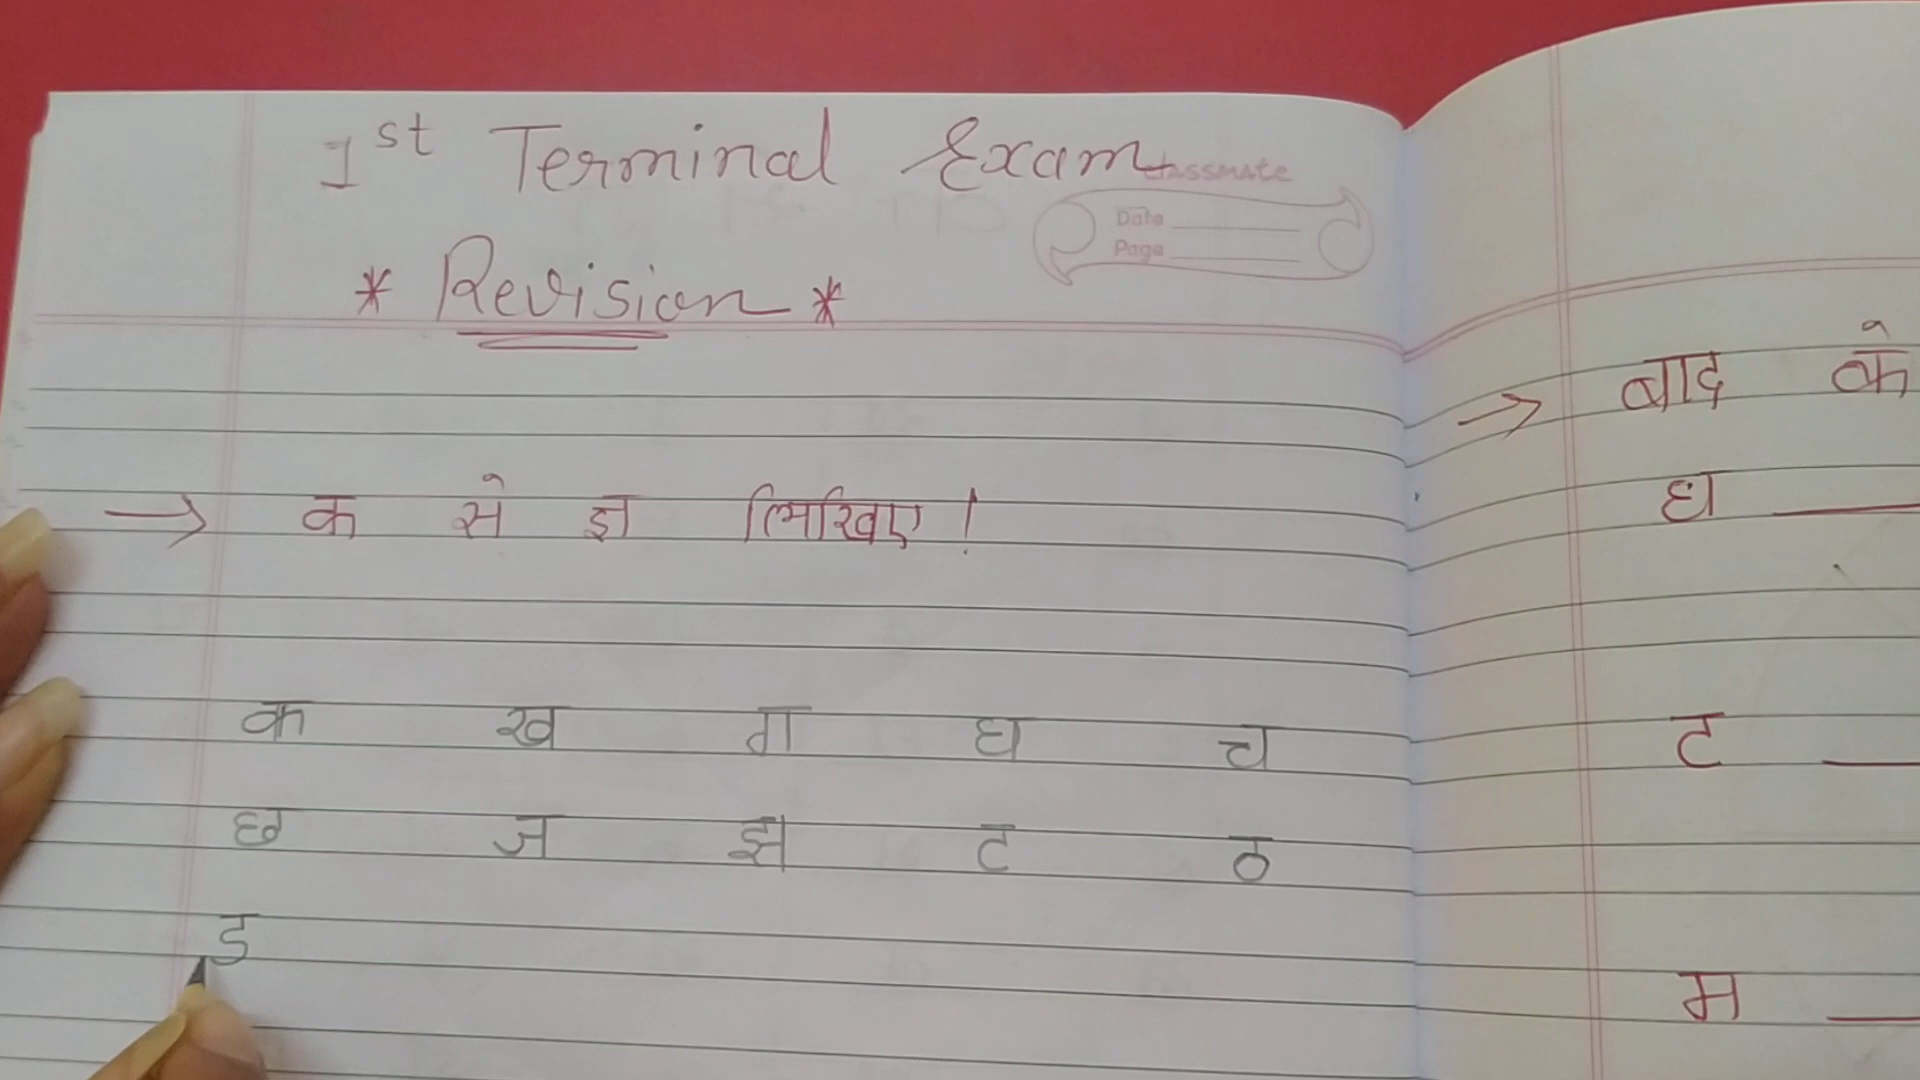 1st Terminal Exam
classmate
Date
Page
* Revision *
→ क से ज्ञ लिखिए।
क ख ग घ च
छ ज झ ट ठ
ड
→ बाद के
घ
ट
म